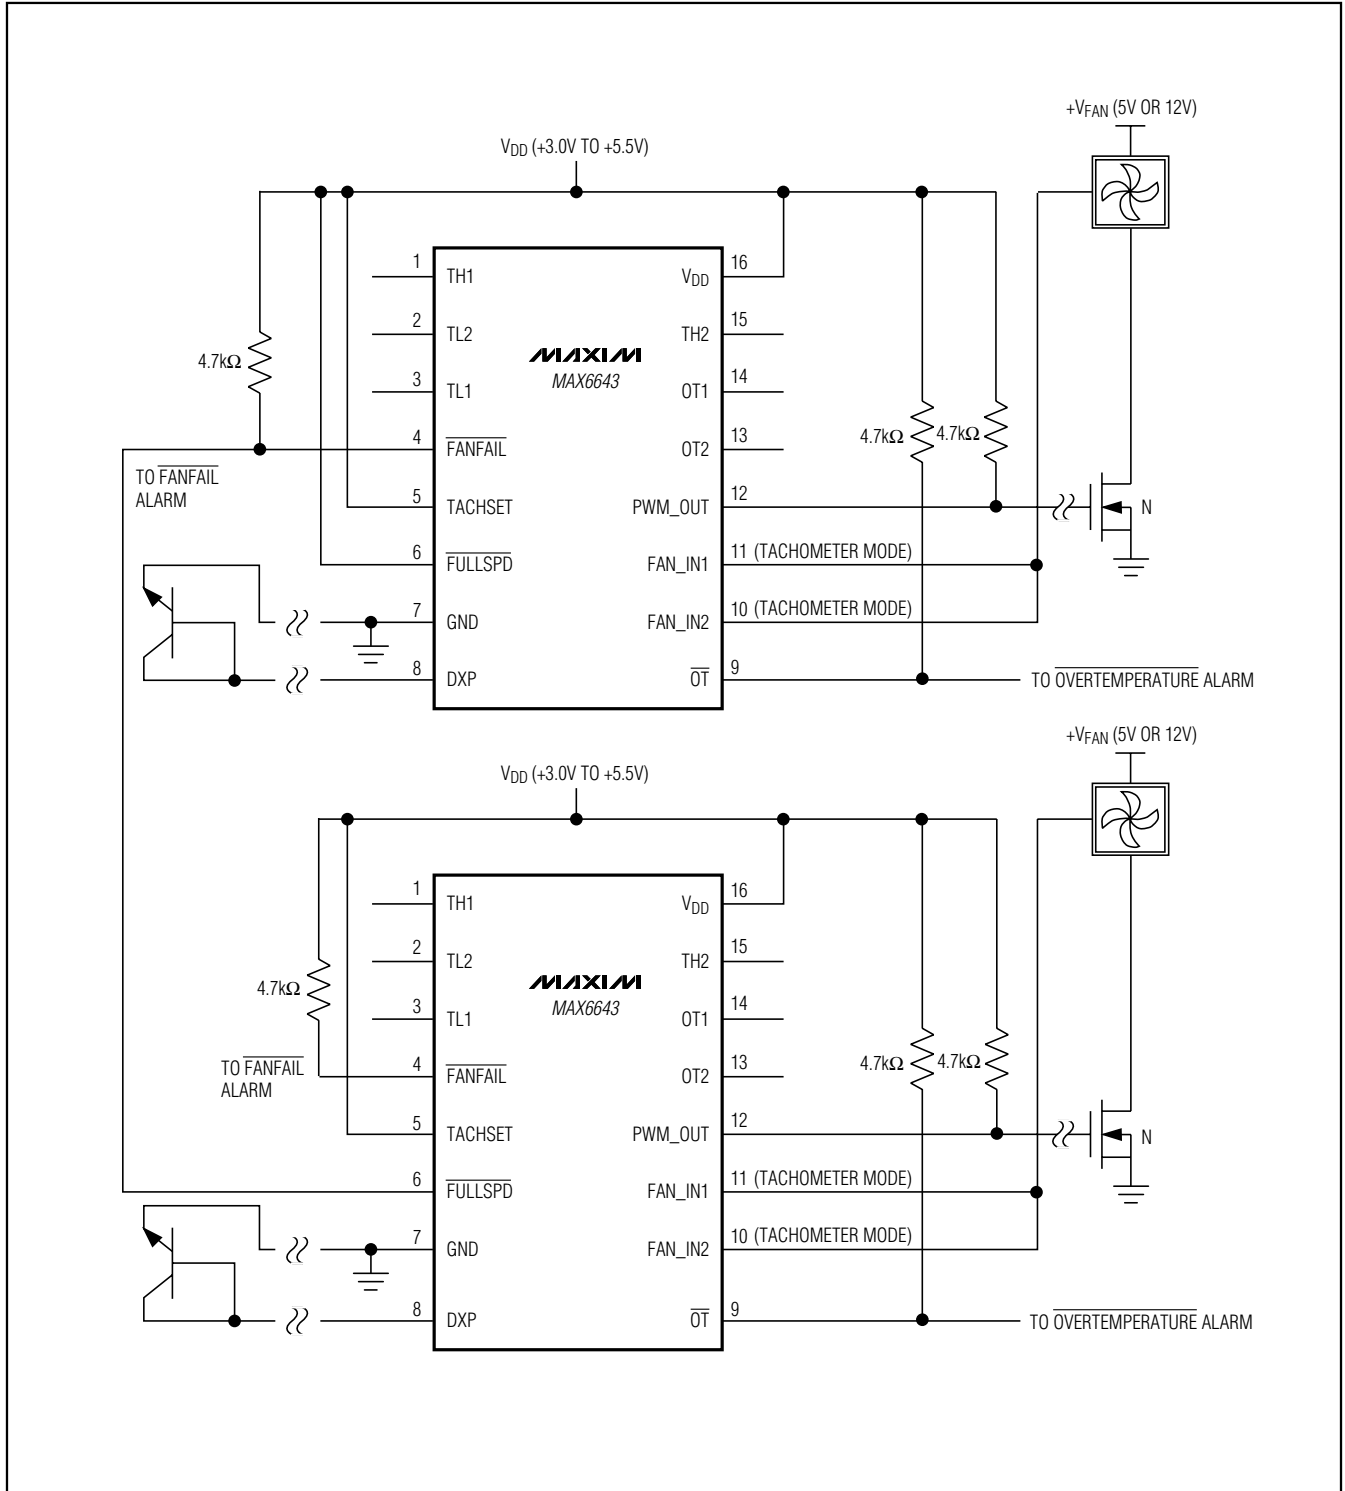 +VFAN (5V OR 12V)
VDD (+3.0V TO +5.5V)
1 TH1 VDD 16
2 TL2 TH2 15
MAXIM
MAX6643
4.7kΩ
3 TL1 OT1 14
4 FANFAIL OT2 13
4.7kΩ 4.7kΩ
TO FANFAIL
ALARM
5 TACHSET PWM_OUT 12
N
6 FULLSPD FAN_IN1 11 (TACHOMETER MODE)
7 GND FAN_IN2 10 (TACHOMETER MODE)
8 DXP OT 9
TO OVERTEMPERATURE ALARM
+VFAN (5V OR 12V)
VDD (+3.0V TO +5.5V)
1 TH1 VDD 16
2 TL2 TH2 15
MAXIM
MAX6643
4.7kΩ
3 TL1 OT1 14
4 FANFAIL OT2 13
4.7kΩ 4.7kΩ
TO FANFAIL
ALARM
5 TACHSET PWM_OUT 12
N
6 FULLSPD FAN_IN1 11 (TACHOMETER MODE)
7 GND FAN_IN2 10 (TACHOMETER MODE)
8 DXP OT 9
TO OVERTEMPERATURE ALARM